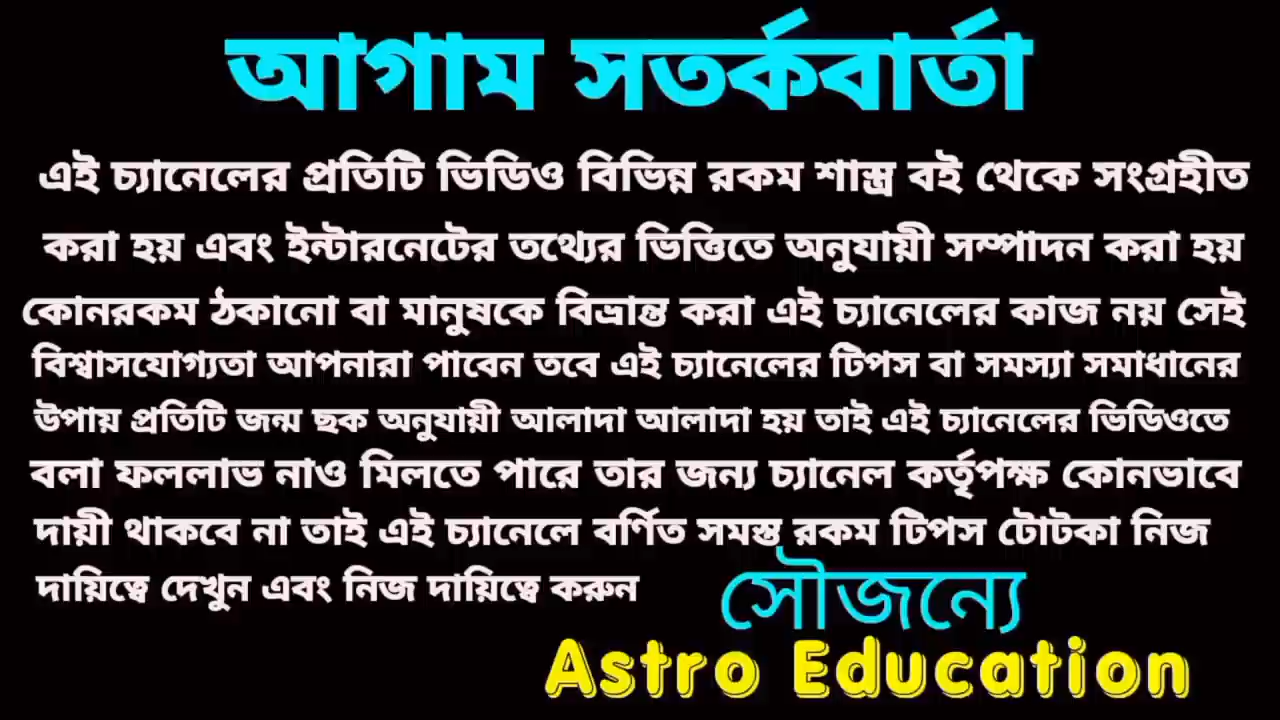 আগাম সতর্কবার্তা
এই চ্যানেলের প্রতিটি ভিডিও বিভিন্ন রকম শাস্ত্র বই থেকে সংগ্রহীত
করা হয় এবং ইন্টারনেটের তথ্যের ভিত্তিতে অনুযায়ী সম্পাদন করা হয়
কোনরকম ঠকানো বা মানুষকে বিভ্রান্ত করা এই চ্যানেলের কাজ নয় সেই
বিশ্বাসযোগ্যতা আপনারা পাবেন তবে এই চ্যানেলের টিপস বা সমস্যা সমাধানের
উপায় প্রতিটি জন্ম ছক অনুযায়ী আলাদা আলাদা হয় তাই এই চ্যানেলের ভিডিওতে
বলা ফললাভ নাও মিলতে পারে তার জন্য চ্যানেল কর্তৃপক্ষ কোনভাবে
দায়ী থাকবে না তাই এই চ্যানেলে বর্ণিত সমস্ত রকম টিপস টোটকা নিজ
দায়িত্বে দেখুন এবং নিজ দায়িত্বে করুন
সৌজন্যে
Astro Education